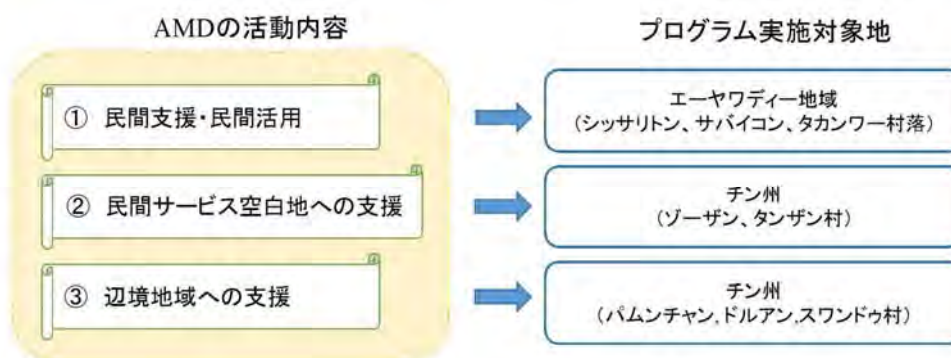 AMDの活動内容
プログラム実施対象地
① 民間支援・民間活用
エーヤワディー地域
(シッサリトン、サバイコン、タカンワー村落)
② 民間サービス空白地への支援
チン州
(ゾーザン、タンザン村)
③ 辺境地域への支援
チン州
(パムンチャン,ドルアン,スワンドゥ村)